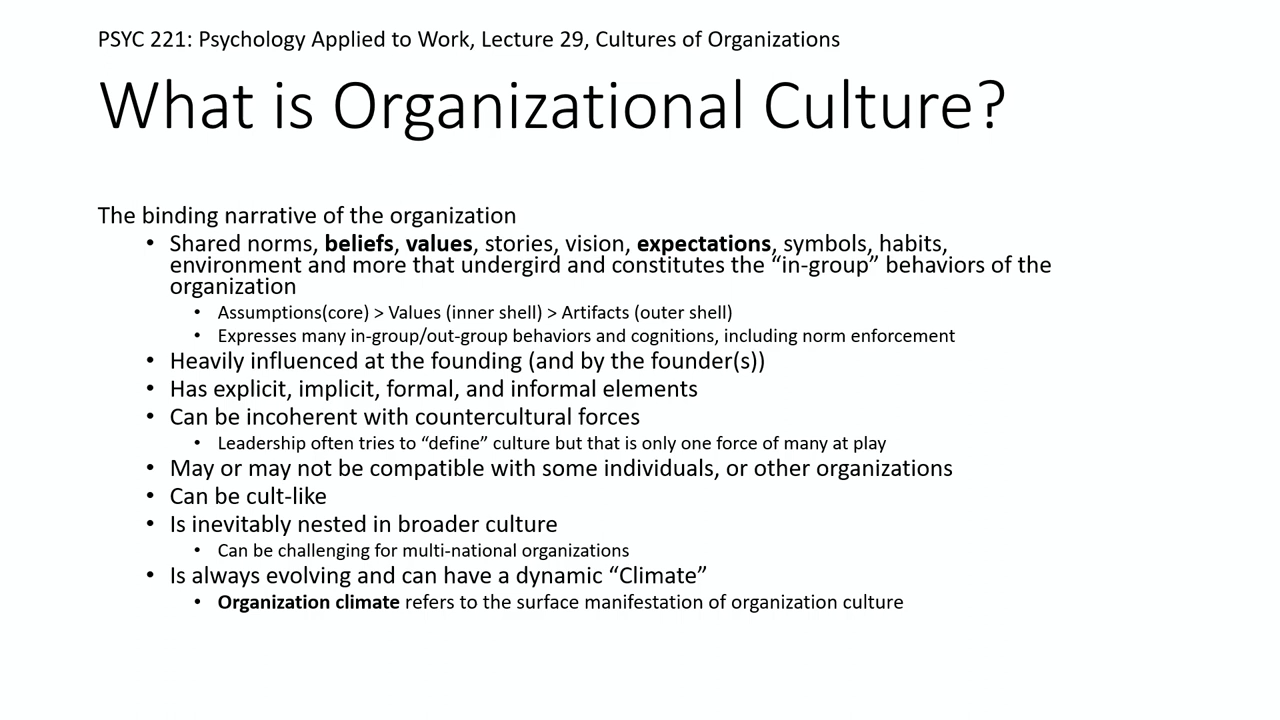 PSYC 221: Psychology Applied to Work, Lecture 29, Cultures of Organizations
What is Organizational Culture?
The binding narrative of the organization
• Shared norms, beliefs, values, stories, vision, expectations, symbols, habits,
environment and more that undergird and constitutes the “in-group” behaviors of the
organization
• Assumptions(core) > Values (inner shell) > Artifacts (outer shell)
• Expresses many in-group/out-group behaviors and cognitions, including norm enforcement
• Heavily influenced at the founding (and by the founder(s))
• Has explicit, implicit, formal, and informal elements
• Can be incoherent with countercultural forces
• Leadership often tries to “define” culture but that is only one force of many at play
• May or may not be compatible with some individuals, or other organizations
• Can be cult-like
• Is inevitably nested in broader culture
• Can be challenging for multi-national organizations
• Is always evolving and can have a dynamic “Climate”
• Organization climate refers to the surface manifestation of organization culture